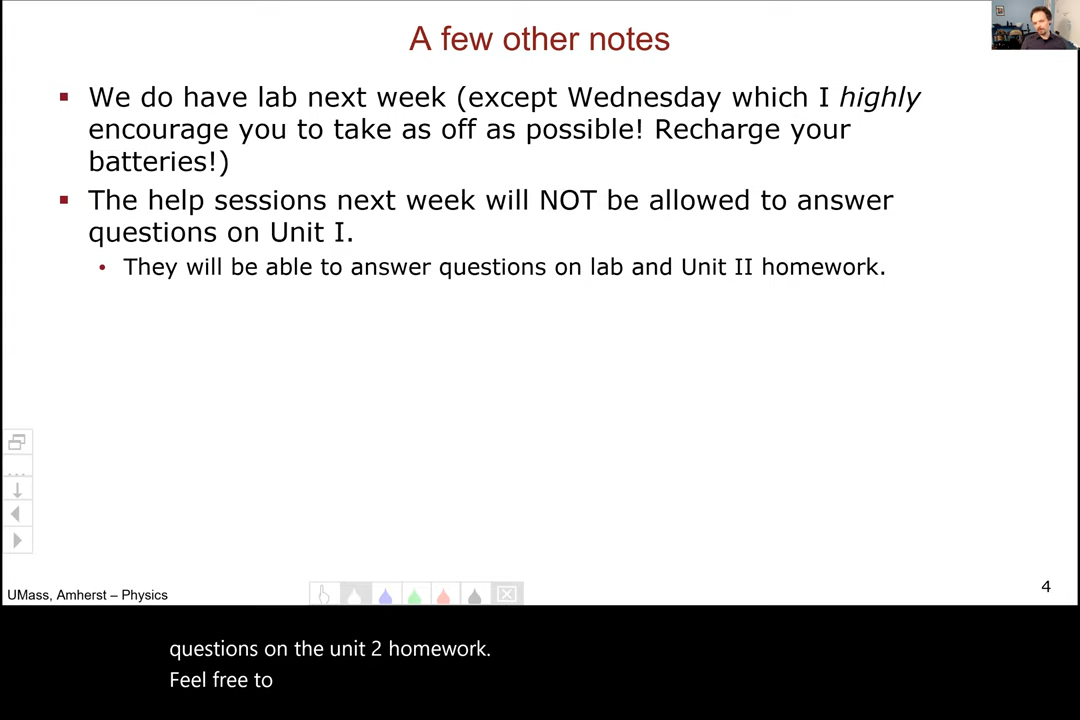 A few other notes
▪ We do have lab next week (except Wednesday which I highly
encourage you to take as off as possible! Recharge your
batteries!)
▪ The help sessions next week will NOT be allowed to answer
questions on Unit I.
• They will be able to answer questions on lab and Unit II homework.
UMass, Amherst – Physics
4
questions on the unit 2 homework.
Feel free to